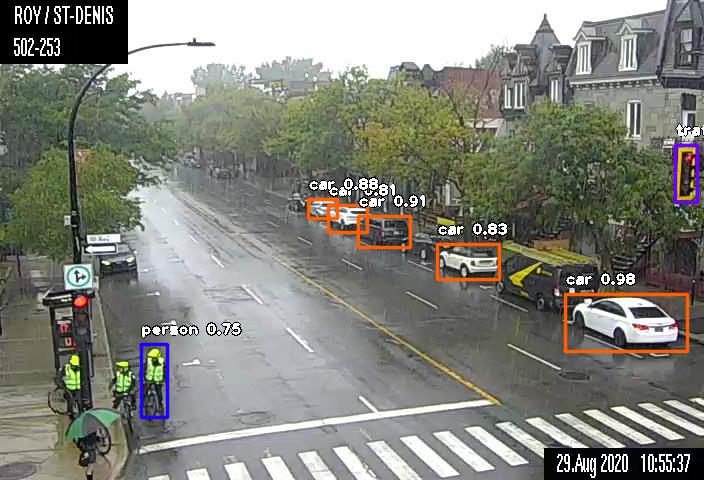 ROY / ST-DENIS
502-253
car 0.88
car 0.81
car 0.91
car 0.83
car 0.98
person 0.75
29.Aug 2020 10:55:37